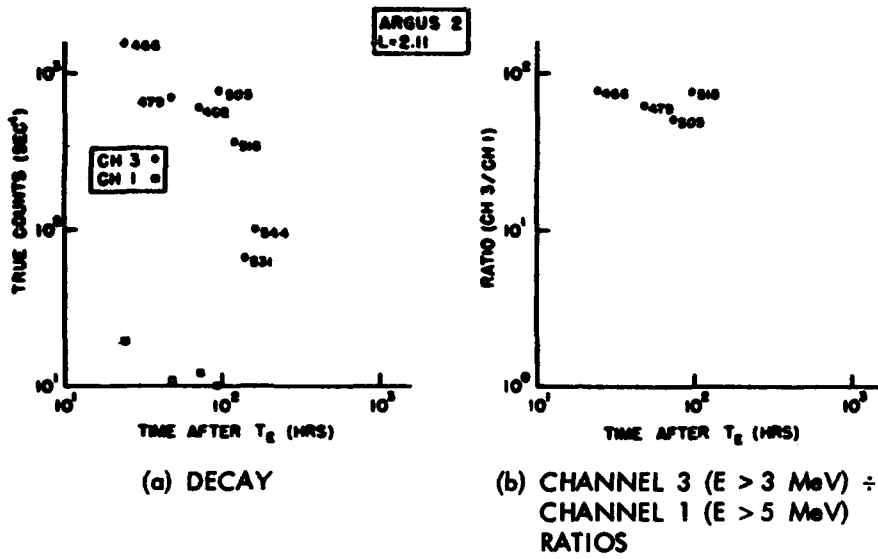 ARGUS 2
L=2.11
TRUE COUNTS (SEC⁻¹)
10³
10²
10¹
466
479
505
492
516
544
531
CH 3
CH 1
10¹
10²
10³
TIME AFTER T_E (HRS)
(a) DECAY
RATIO (CH 3/CH 1)
10²
10¹
10⁰
466
479
505
518
10¹
10²
10³
TIME AFTER T_E (HRS)
(b) CHANNEL 3 (E > 3 MeV) ÷
CHANNEL 1 (E > 5 MeV)
RATIOS